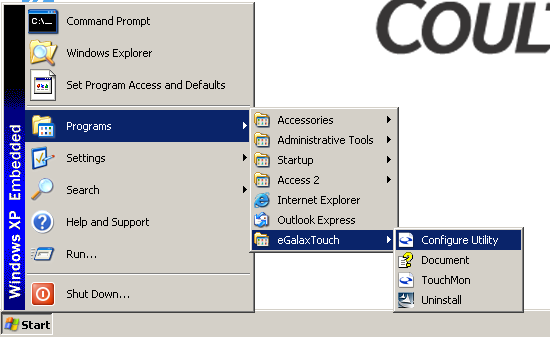 COULT
C:\...
Command Prompt
Windows Explorer
Set Program Access and Defaults
Programs
Settings
Search
Help and Support
Run...
Shut Down...
Windows XP Embedded
Accessories
Administrative Tools
Startup
Access 2
Internet Explorer
Outlook Express
eGalaxTouch
Configure Utility
Document
TouchMon
Uninstall
Start